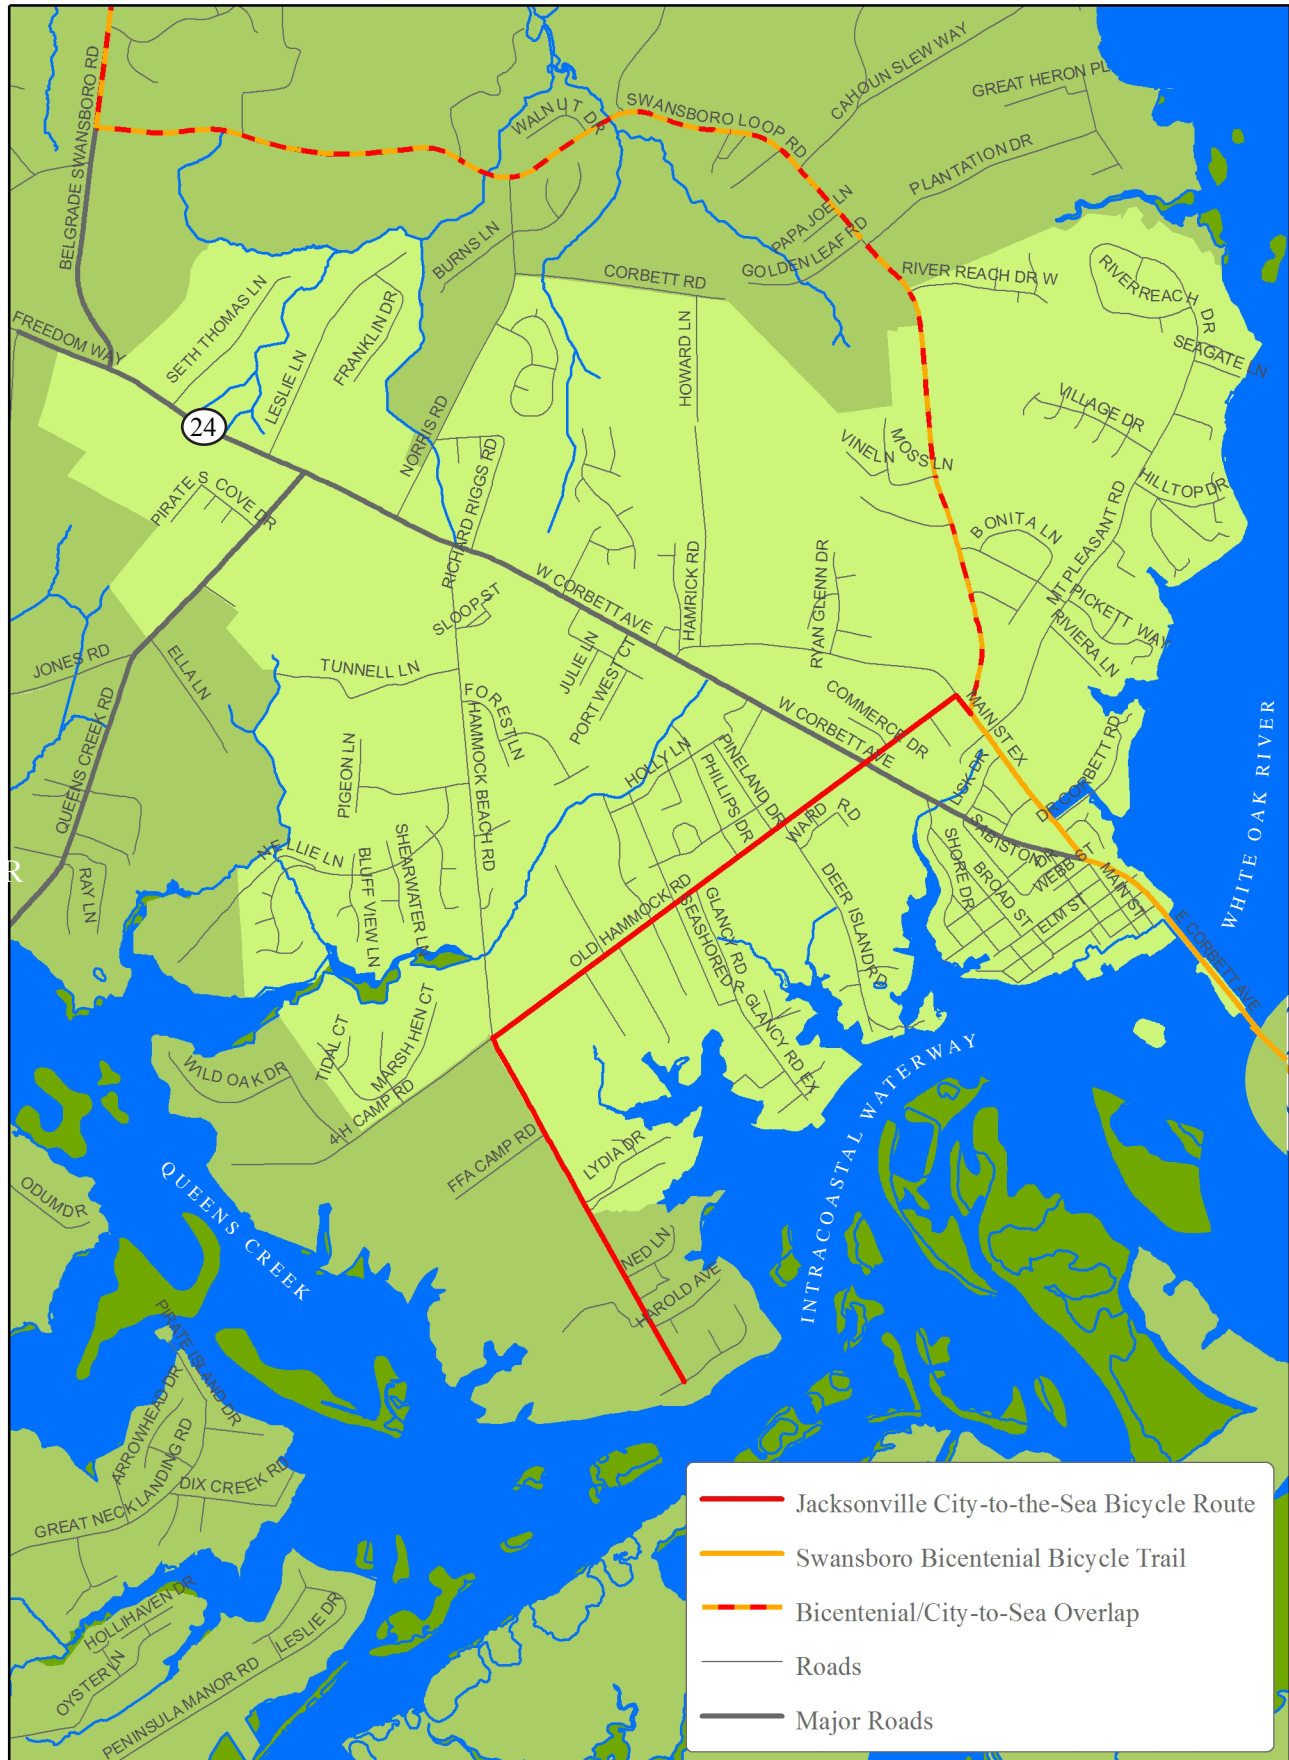 BELGRADE SWANSBORO RD
WALNUT DR
SWANSBORO LOOP RD
CAHOUN SLEW WAY
GREAT HERON PL
PLANTATION DR
PAPA JOE LN
GOLDEN LEAF RD
BURNS LN
CORBETT RD
RIVER REACH DR W
RIVER REACH DR
SEAGATE LN
FREEDOM WAY
SETH THOMAS LN
LESLIE LN
FRANKLIN DR
HOWARD LN
24
NORRIS RD
VILLAGE DR
VINE LN
MOSS LN
PIRATE S COVE DR
RICHARD RIGGS RD
HILLTOP DR
BONITA LN
MT PLEASANT RD
W CORBETT AVE
HAMRICK RD
RYAN GLENN DR
SLOOP ST
PICKETT WAY
RIVIERA LN
JONES RD
ELLA LN
TUNNELL LN
JULIE LN
PORT WEST CT
FOREST LN
HAMMOCK BEACH RD
COMMERCE DR
W CORBETT AVE
MAIN ST EX
QUEENS CREEK RD
PIGEON LN
HOLLY LN
PINELAND DR
PHILLIPS DR
LISK DR
DR CORBETT RD
WHITE OAK RIVER
WARD RD
SABISTON DR
WEBB ST
MAIN ST
NELLIE LN
BLUFF VIEW LN
SHEARWATER LN
R
RAY LN
OLD HAMMOCK RD
SEASHORE DR
GLANCY RD
DEER ISLAND RD
SHORE DR
BROAD ST
ELM ST
E CORBETT AVE
GLANCY RD EX
TIDAL CT
MARSH HEN CT
WILD OAK DR
4-H CAMP RD
FFA CAMP RD
LYDIA DR
INTRACOASTAL WATERWAY
ODUM DR
QUEENS CREEK
NED LN
HAROLD AVE
PIRATE ISLAND DR
ARROWHEAD DR
GREAT NECK LANDING RD
DIX CREEK RD
HOLLIHAVEN DR
OYSTER LN
LESLIE DR
PENINSULA MANOR RD
Jacksonville City-to-the-Sea Bicycle Route
Swansboro Bicentenial Bicycle Trail
Bicentenial/City-to-Sea Overlap
Roads
Major Roads